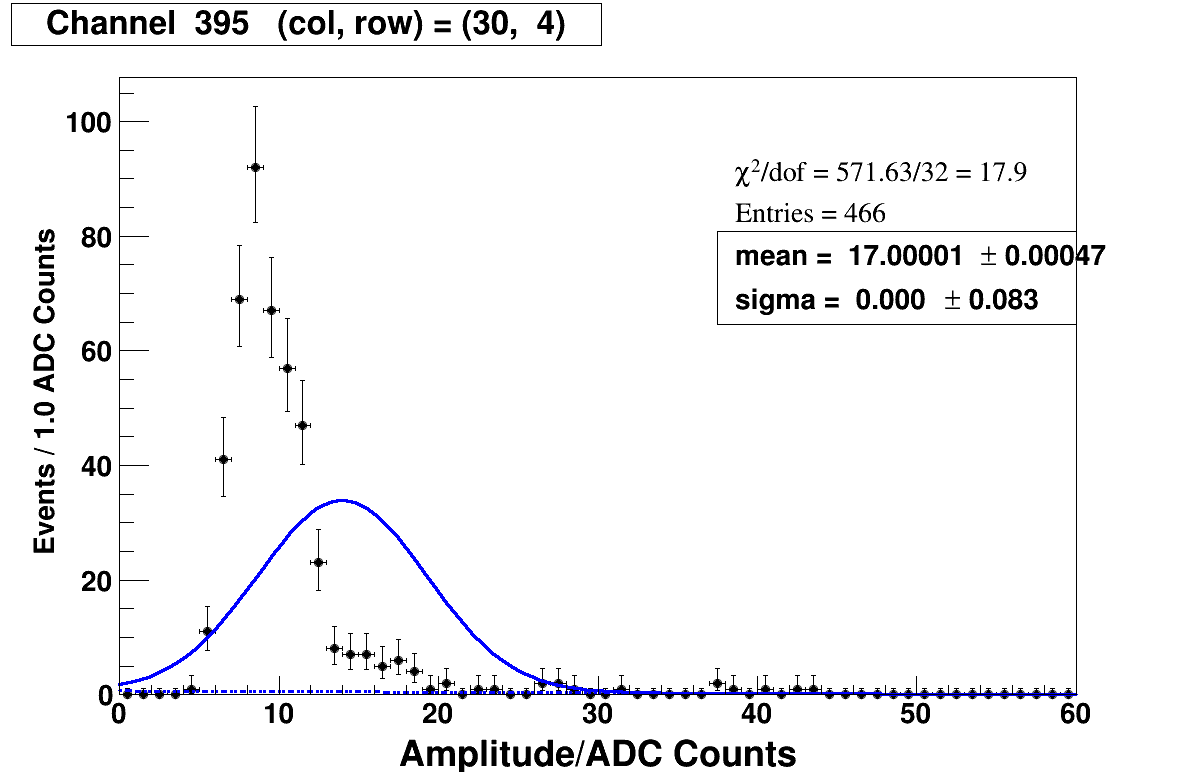 Channel 395 (col, row) = (30, 4)
100
80
60
40
20
0
Events / 1.0 ADC Counts
χ²/dof = 571.63/32 = 17.9
Entries = 466
mean = 17.00001 ± 0.00047
sigma = 0.000 ± 0.083
0 10 20 30 40 50 60
Amplitude/ADC Counts